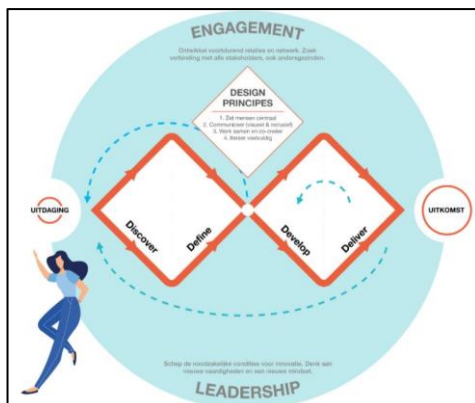 ENGAGEMENT
Ontwikkel voortdurend relaties en netwerk. Zoek
verbinding met alle stakeholders, ook andersgezinden.
DESIGN
PRINCIPES
1. Zet mensen centraal
2. Communiceer (visueel & inclusief)
3. Werk samen en co-creëer
4. Itereer veelvuldig
UITDAGING
UITKOMST
Discover
Define
Develop
Deliver
Schep de noodzakelijke condities voor innovatie. Denk aan
nieuwe vaardigheden en een nieuwe mindset.
LEADERSHIP